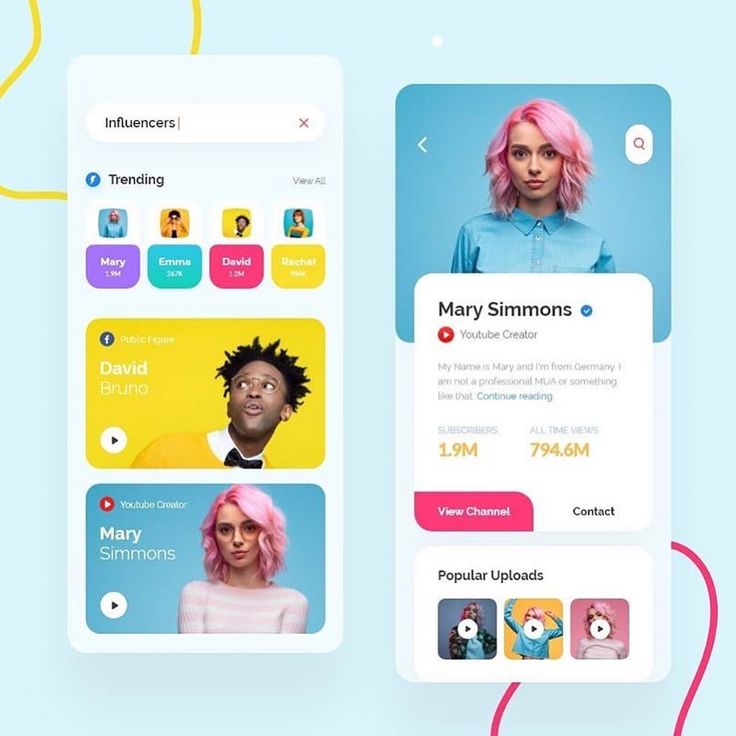 Influencers
Trending
View All
Mary
1.9M
Emma
267K
David
1.2M
Rachel
984K
Public Figure
David
Bruno
Youtube Creator
Mary
Simmons
Mary Simmons
Youtube Creator
My Name is Mary and I'm from Germany. I
am not a professional MUA or something
like that. Continue reading
SUBSCRIBERS
ALL TIME VIEWS
1.9M
794.6M
View Channel
Contact
Popular Uploads